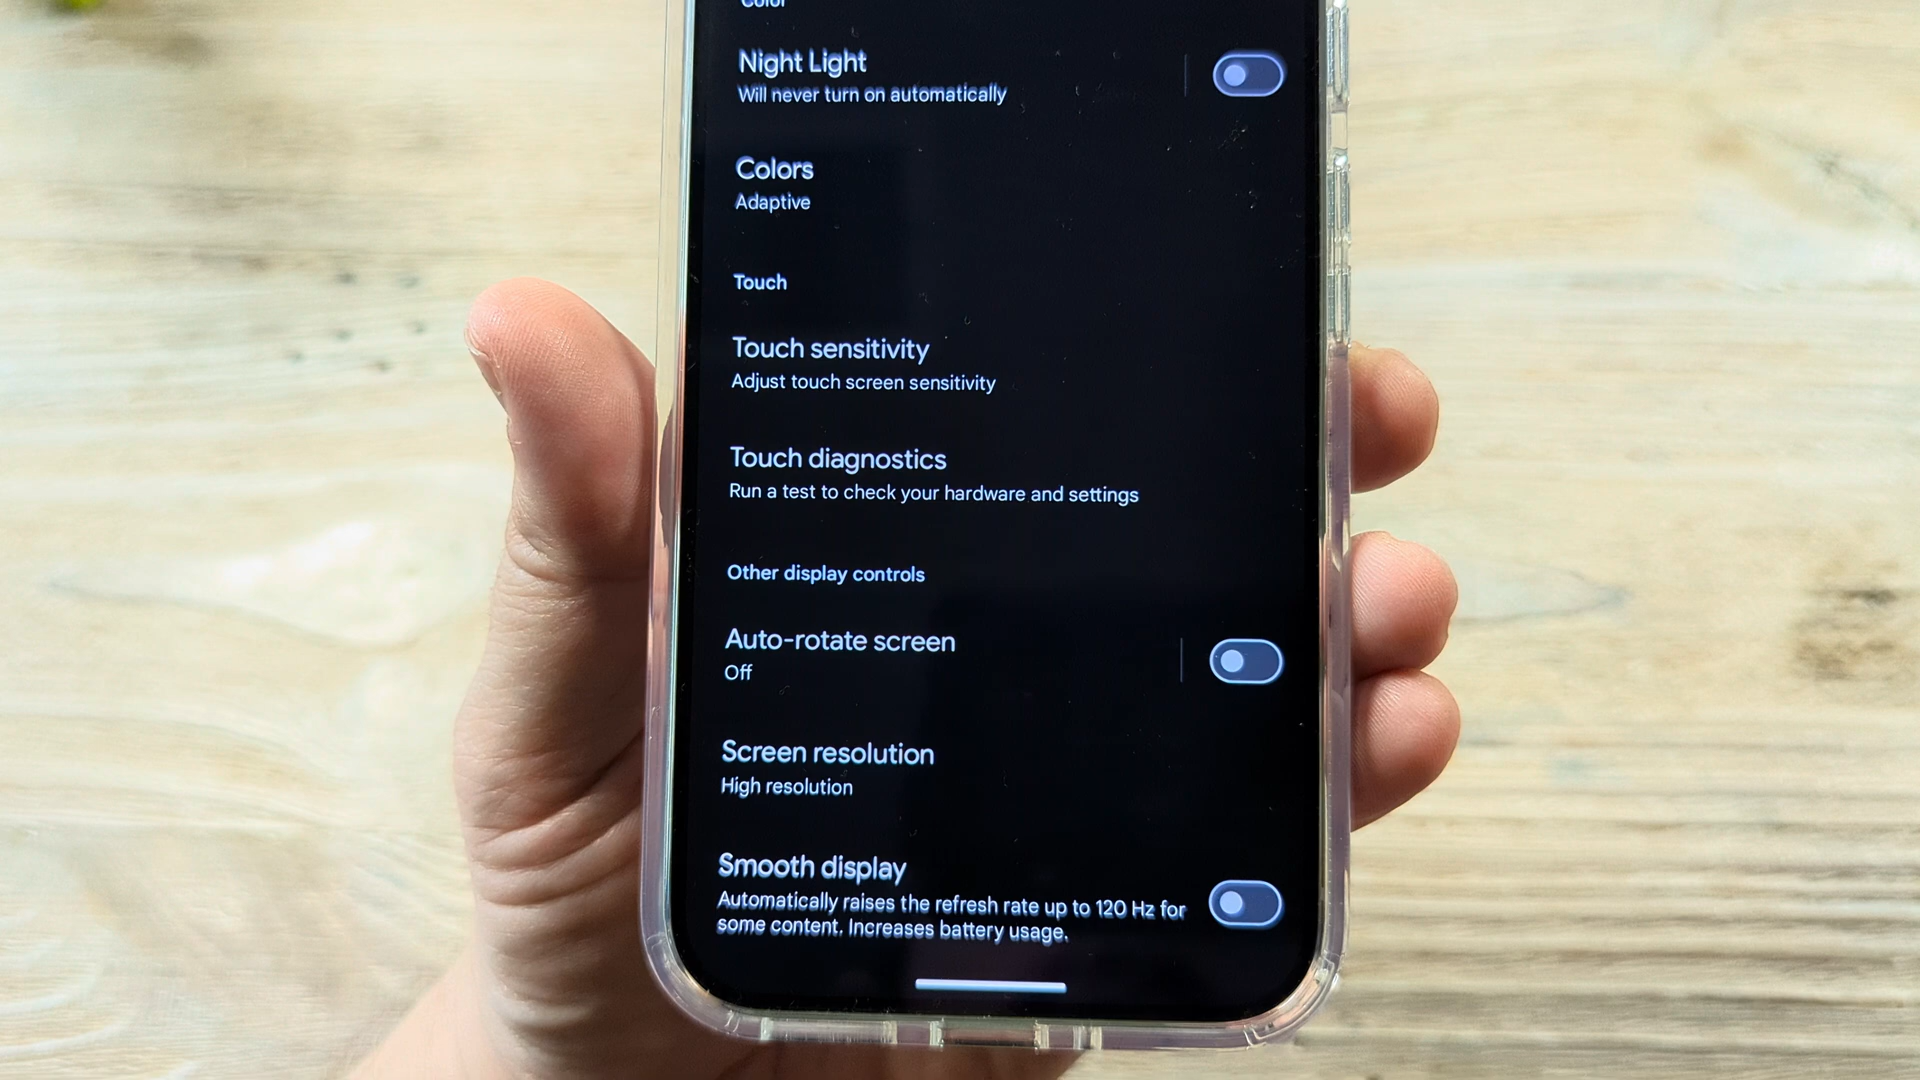 Color
Night Light
Will never turn on automatically
Colors
Adaptive
Touch
Touch sensitivity
Adjust touch screen sensitivity
Touch diagnostics
Run a test to check your hardware and settings
Other display controls
Auto-rotate screen
Off
Screen resolution
High resolution
Smooth display
Automatically raises the refresh rate up to 120 Hz for
some content. Increases battery usage.